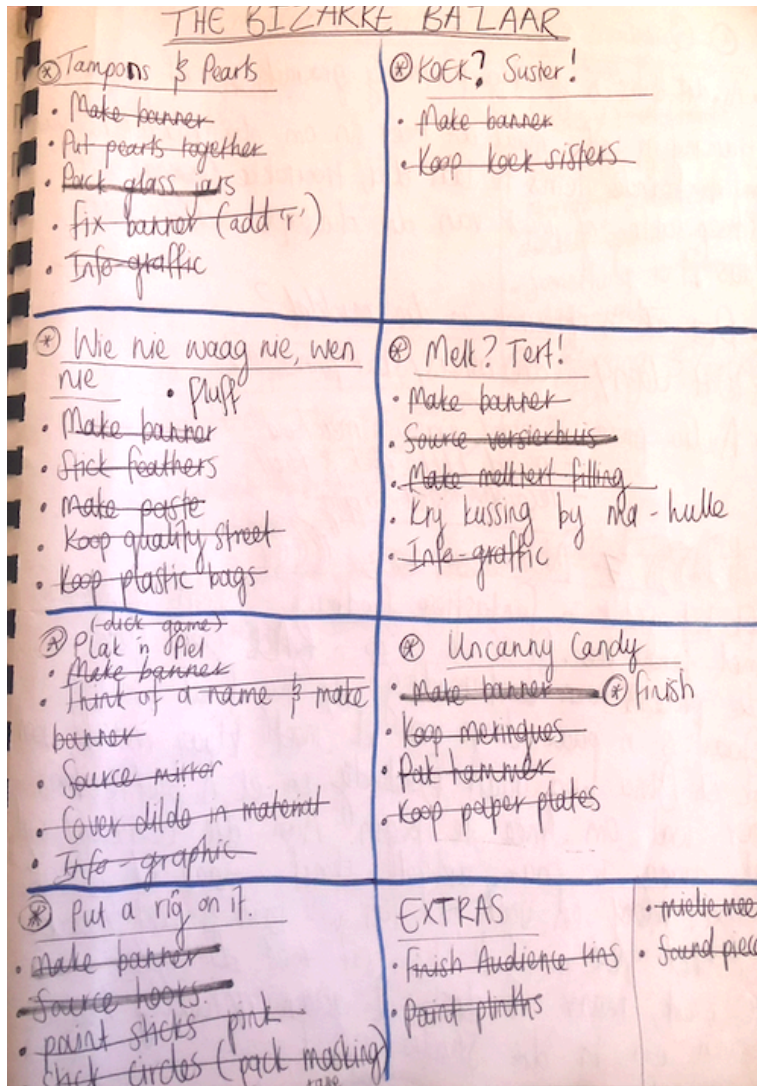 THE BIZARRE BAZAAR
Tampons & Pearls
• Make banner
• Put pearls together
• Pack glass jars
• Fix banner (add 'r')
• Info-graffic
KOEK? Suster!
• Make banner
• Koop koek sisters
Wie nie waag nie, wen
nie
• fluff
• Make banner
• Stick feathers
• Make paste
• Koop quality street
• Koop plastic bags
Melk? Tert!
• Make banner
• Source versierbuis
• Make melktert filling
• Kry kussing by ma-hulle
• Info-graffic
(-dick game)
Plak 'n Piel
• Make banner
• Think of a name & make
banner
• Source mirror
• Cover dildo in material
• Info-graphic
Uncanny Candy
• Make banner finish
• Koop meringues
• Pak hammer
• Koop paper plates
Put a rig on it.
• Make banner
• Source hooks
• paint sticks pink
stick circles (pack masking
tape
EXTRAS
• Finish Audience tins
• Paint plinths
• mielie mee
• Sound piece